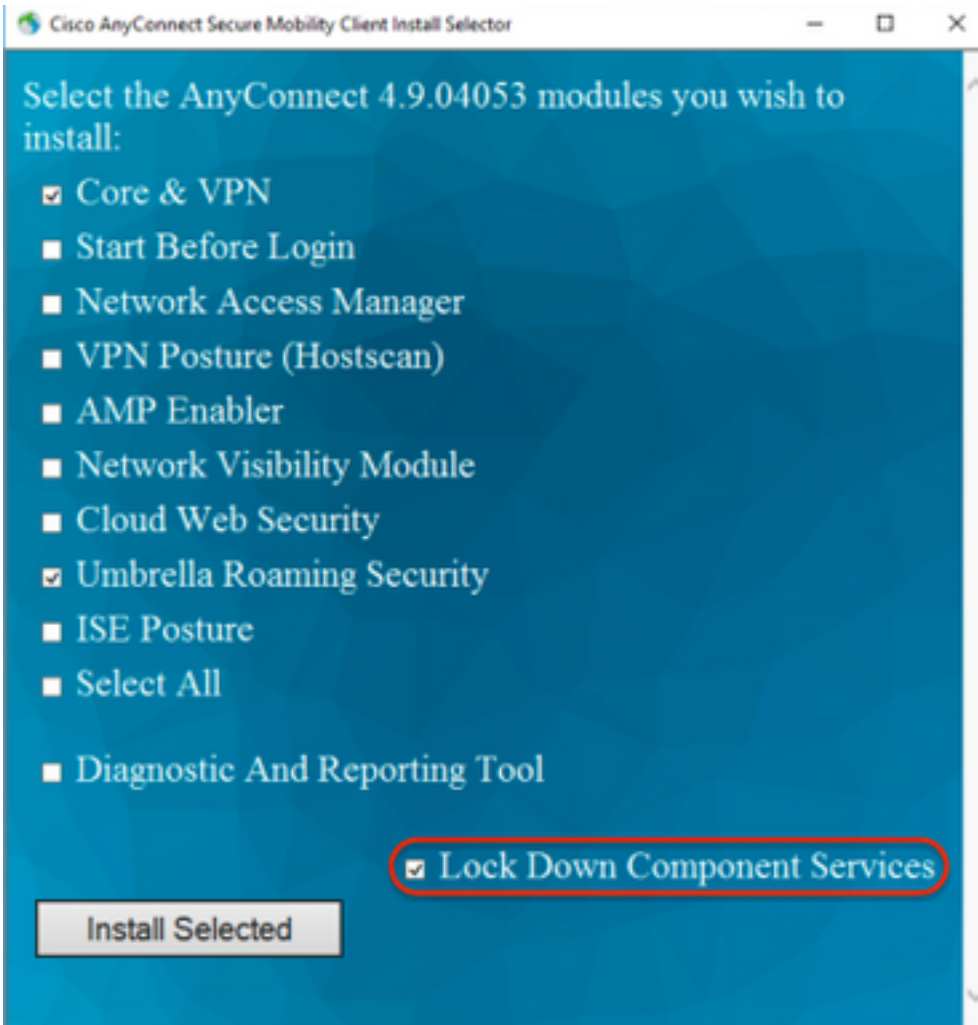 Cisco AnyConnect Secure Mobility Client Install Selector
Select the AnyConnect 4.9.04053 modules you wish to
install:
Core & VPN
Start Before Login
Network Access Manager
VPN Posture (Hostscan)
AMP Enabler
Network Visibility Module
Cloud Web Security
Umbrella Roaming Security
ISE Posture
Select All
Diagnostic And Reporting Tool
Lock Down Component Services
Install Selected